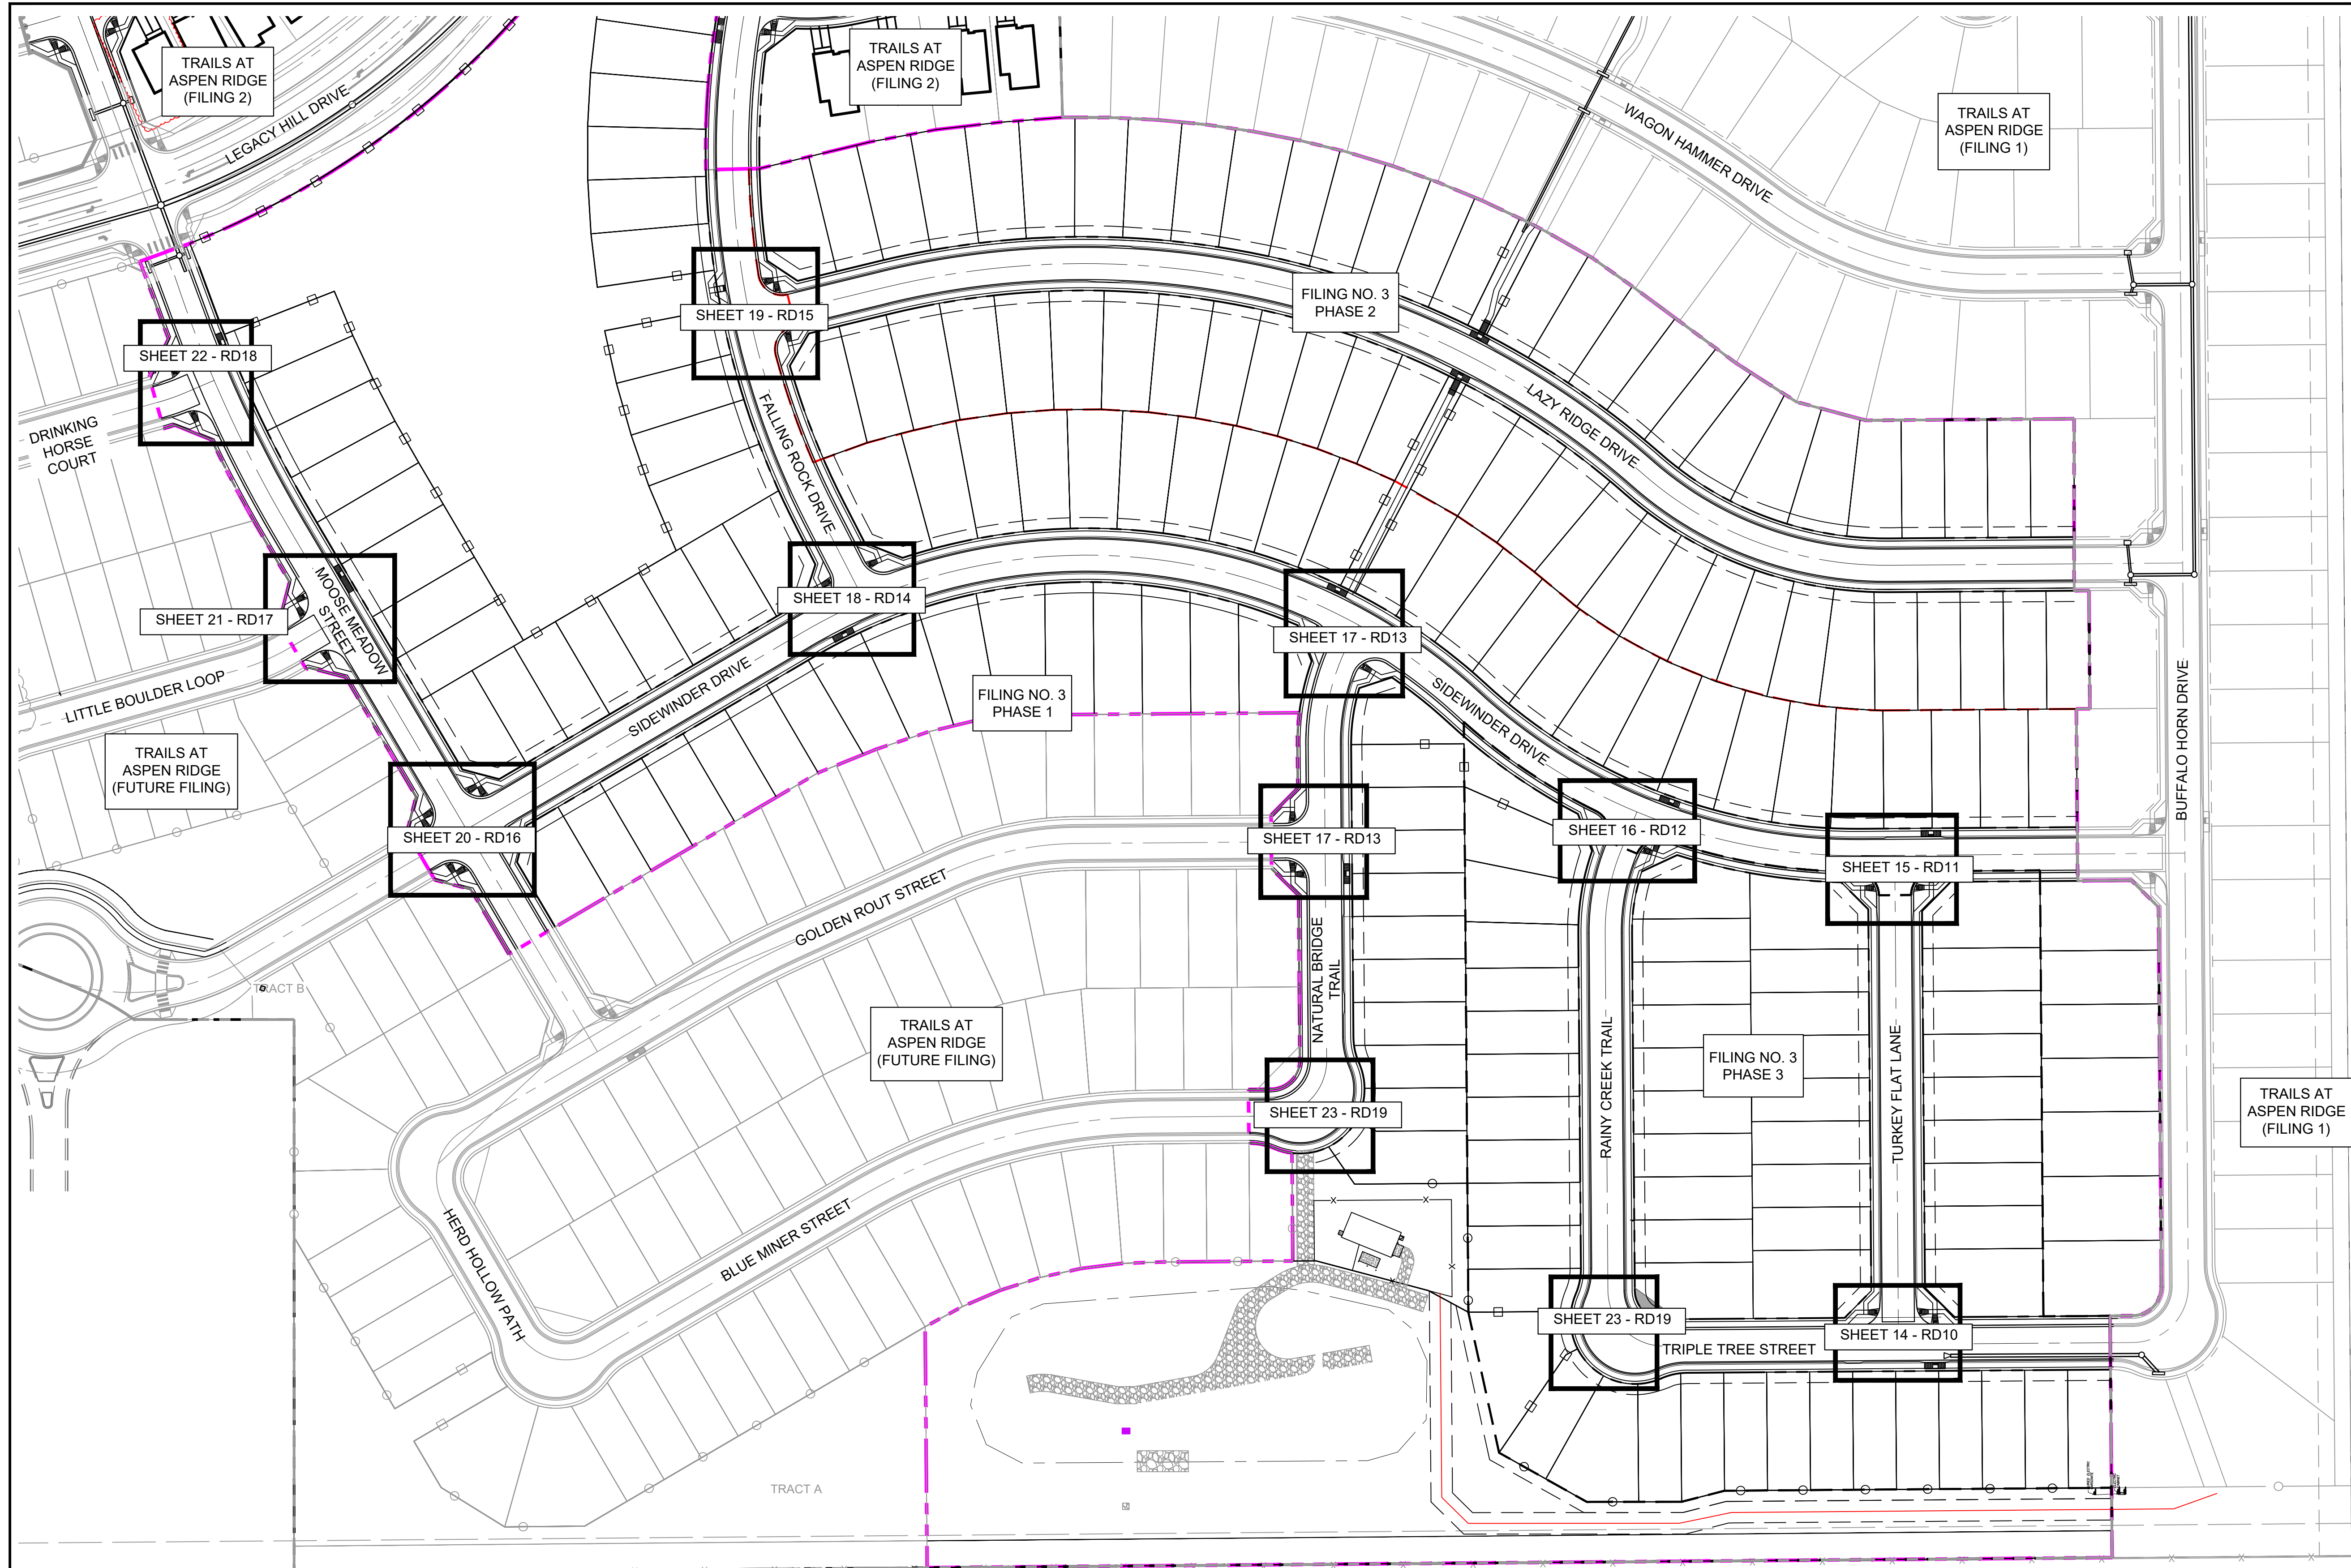 TRAILS AT
ASPEN RIDGE
(FILING 2)
LEGACY HILL DRIVE
TRAILS AT
ASPEN RIDGE
(FILING 2)
WAGON HAMMER DRIVE
TRAILS AT
ASPEN RIDGE
(FILING 1)
SHEET 19 - RD15
FILING NO. 3
PHASE 2
SHEET 22 - RD18
DRINKING
HORSE
COURT
FALLING ROCK DRIVE
LAZY RIDGE DRIVE
SHEET 21 - RD17
MOOSE MEADOW
STREET
SHEET 18 - RD14
SHEET 17 - RD13
LITTLE BOULDER LOOP
SIDEWINDER DRIVE
FILING NO. 3
PHASE 1
SIDEWINDER DRIVE
BUFFALO HORN DRIVE
TRAILS AT
ASPEN RIDGE
(FUTURE FILING)
SHEET 20 - RD16
SHEET 17 - RD13
SHEET 16 - RD12
SHEET 15 - RD11
GOLDEN ROUT STREET
NATURAL BRIDGE
TRAIL
TRACT B
TRAILS AT
ASPEN RIDGE
(FUTURE FILING)
RAINY CREEK TRAIL
FILING NO. 3
PHASE 3
TURKEY FLAT LANE
TRAILS AT
ASPEN RIDGE
(FILING 1)
SHEET 23 - RD19
HERD HOLLOW PATH
BLUE MINER STREET
SHEET 23 - RD19
SHEET 14 - RD10
TRIPLE TREE STREET
TRACT A